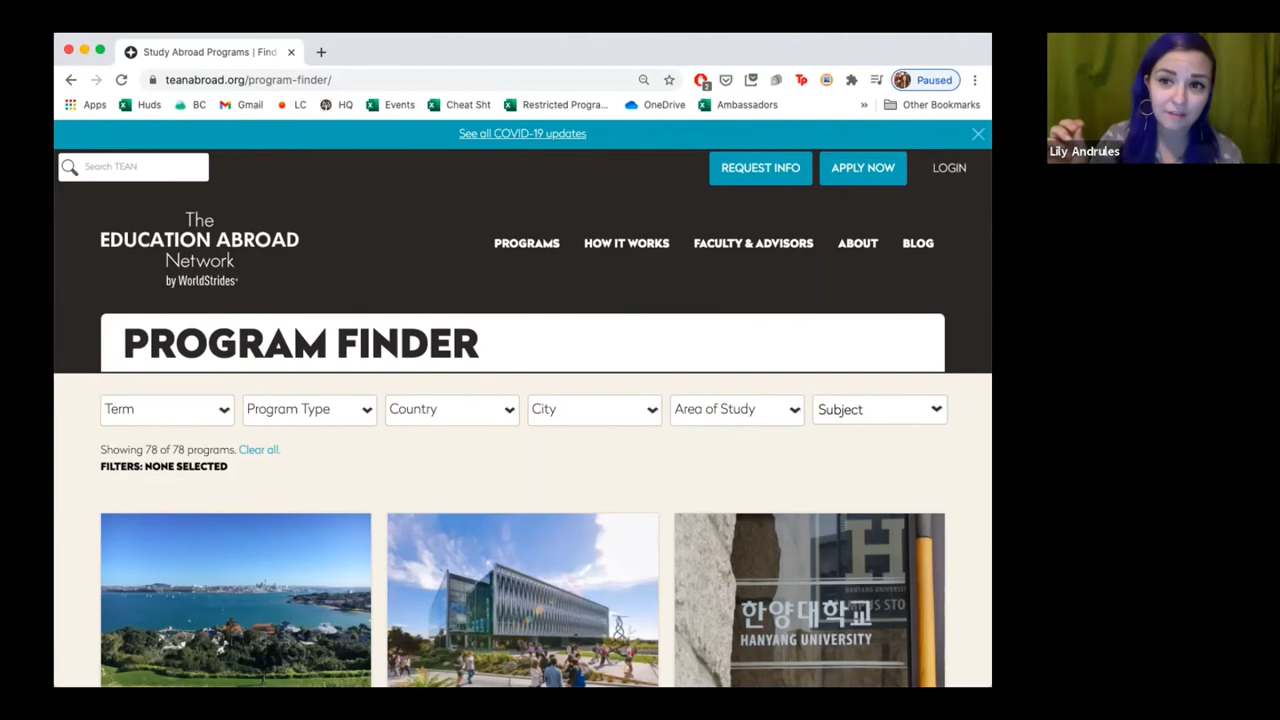 Study Abroad Programs | Find
teanabroad.org/program-finder/
2
Tp
Paused
Apps
Huds
BC
Gmail
LC
HQ
Events
Cheat Sht
Restricted Progra...
OneDrive
Ambassadors
»
Other Bookmarks
See all COVID-19 updates
Search TEAN
REQUEST INFO
APPLY NOW
LOGIN
The
EDUCATION ABROAD
Network
by WorldStrides
PROGRAMS
HOW IT WORKS
FACULTY & ADVISORS
ABOUT
BLOG
PROGRAM FINDER
Term
Program Type
Country
City
Area of Study
Subject
Showing 78 of 78 programs. Clear all.
FILTERS: NONE SELECTED
H
한양대학교
HANYANG UNIVERSITY
Lily Andrules